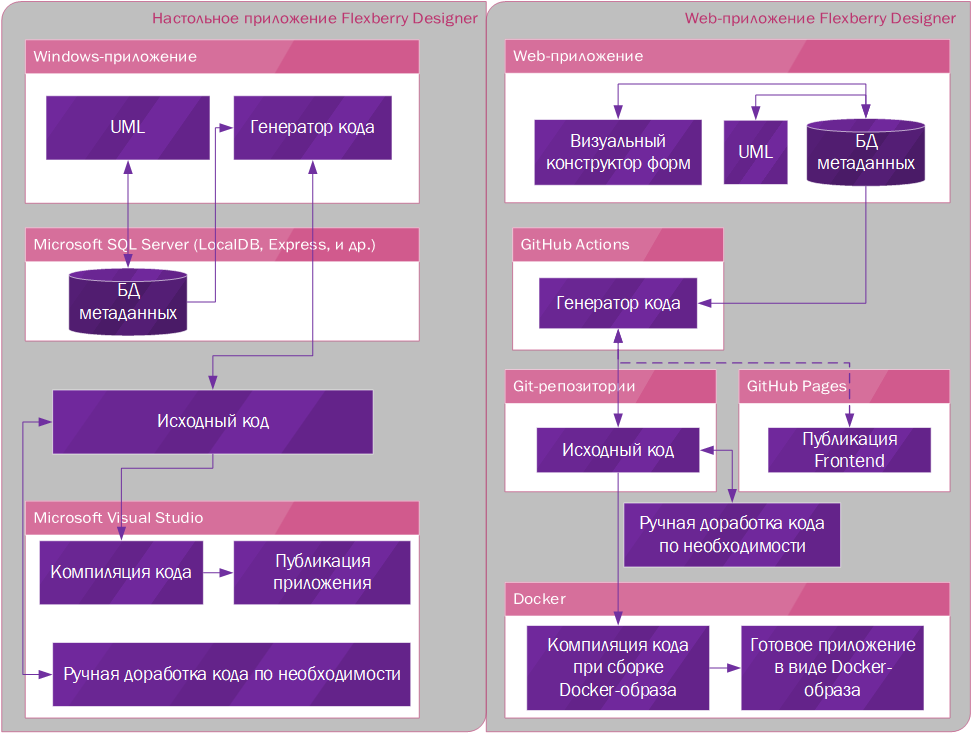 Настольное приложение Flexberry Designer
Windows-приложение
UML
Генератор кода
Microsoft SQL Server (LocalDB, Express, и др.)
БД
метаданных
Исходный код
Microsoft Visual Studio
Компиляция кода
Публикация
приложения
Ручная доработка кода по необходимости
Web-приложение Flexberry Designer
Web-приложение
Визуальный
конструктор форм
UML
БД
метаданных
GitHub Actions
Генератор кода
Git-репозитории
Исходный код
GitHub Pages
Публикация
Frontend
Ручная доработка кода
по необходимости
Docker
Компиляция кода
при сборке
Docker-образа
Готовое приложение
в виде Docker-
образа